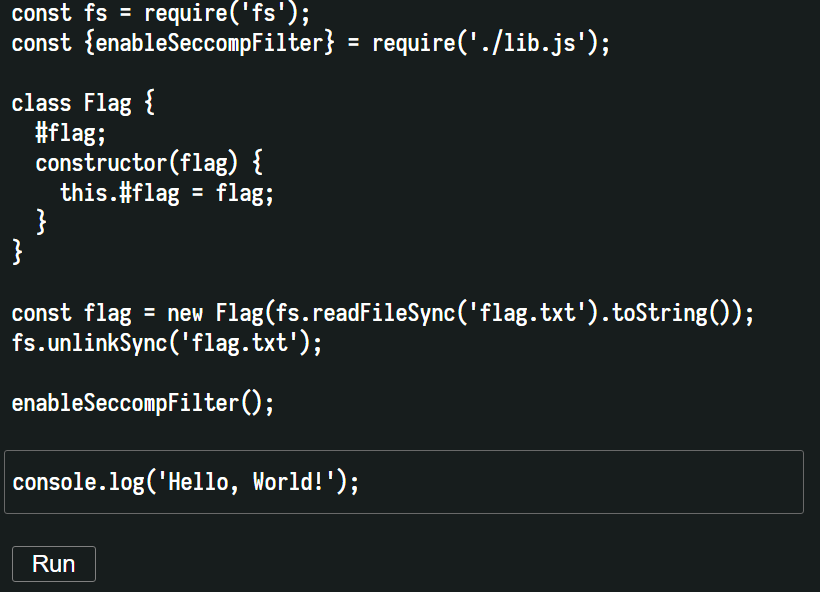 const fs = require('fs');
const {enableSeccompFilter} = require('./lib.js');
class Flag {
#flag;
constructor(flag) {
this.#flag = flag;
}
}
const flag = new Flag(fs.readFileSync('flag.txt').toString());
fs.unlinkSync('flag.txt');
enableSeccompFilter();
console.log('Hello, World!');
Run